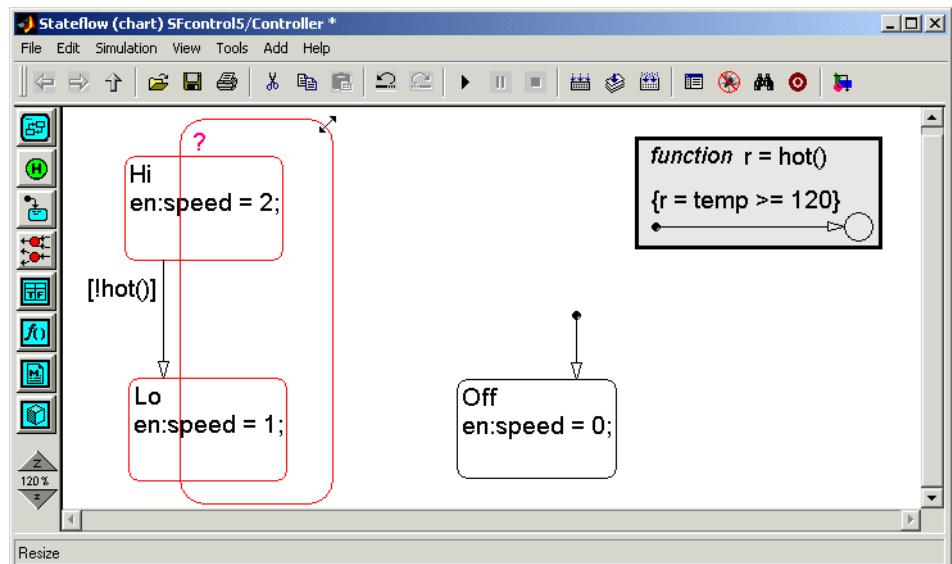 Stateflow (chart) SFcontrol5/Controller *
File Edit Simulation View Tools Add Help
?
Hi
en:speed = 2;
function r = hot()
{r = temp >= 120}
[!hot()]
Lo
en:speed = 1;
Off
en:speed = 0;
H
TF
f()
M
Z
120 %
z
Resize